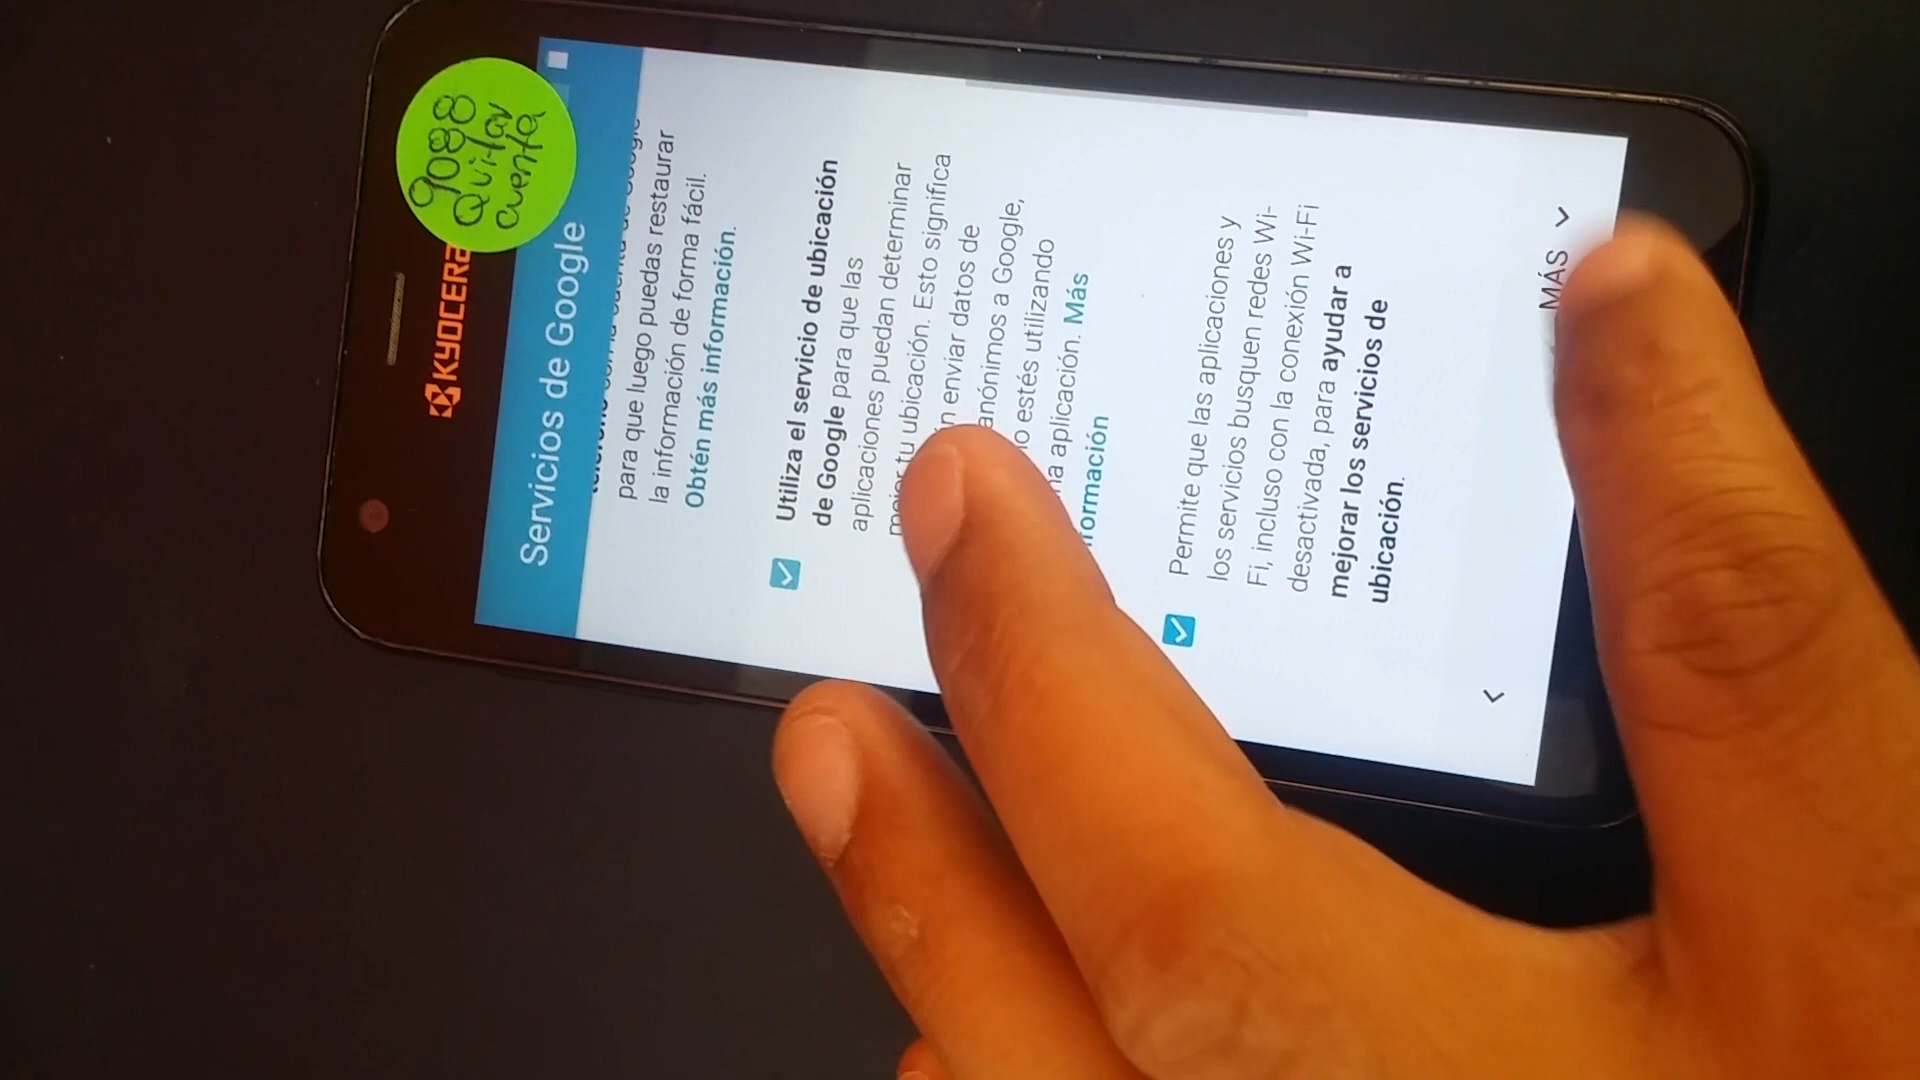 9088
Quitar
cuenta
KYOCERA
Servicios de Google
para que luego puedas restaurar
la información de forma fácil.
Obtén más información.
Utiliza el servicio de ubicación
de Google para que las
aplicaciones puedan determinar
mejor tu ubicación. Esto significa
enviar datos de
anónimos a Google,
estés utilizando
aplicación. Más
Permite que las aplicaciones y
los servicios busquen redes Wi-
Fi, incluso con la conexión Wi-Fi
desactivada, para ayudar a
mejorar los servicios de
ubicación.
MÁS